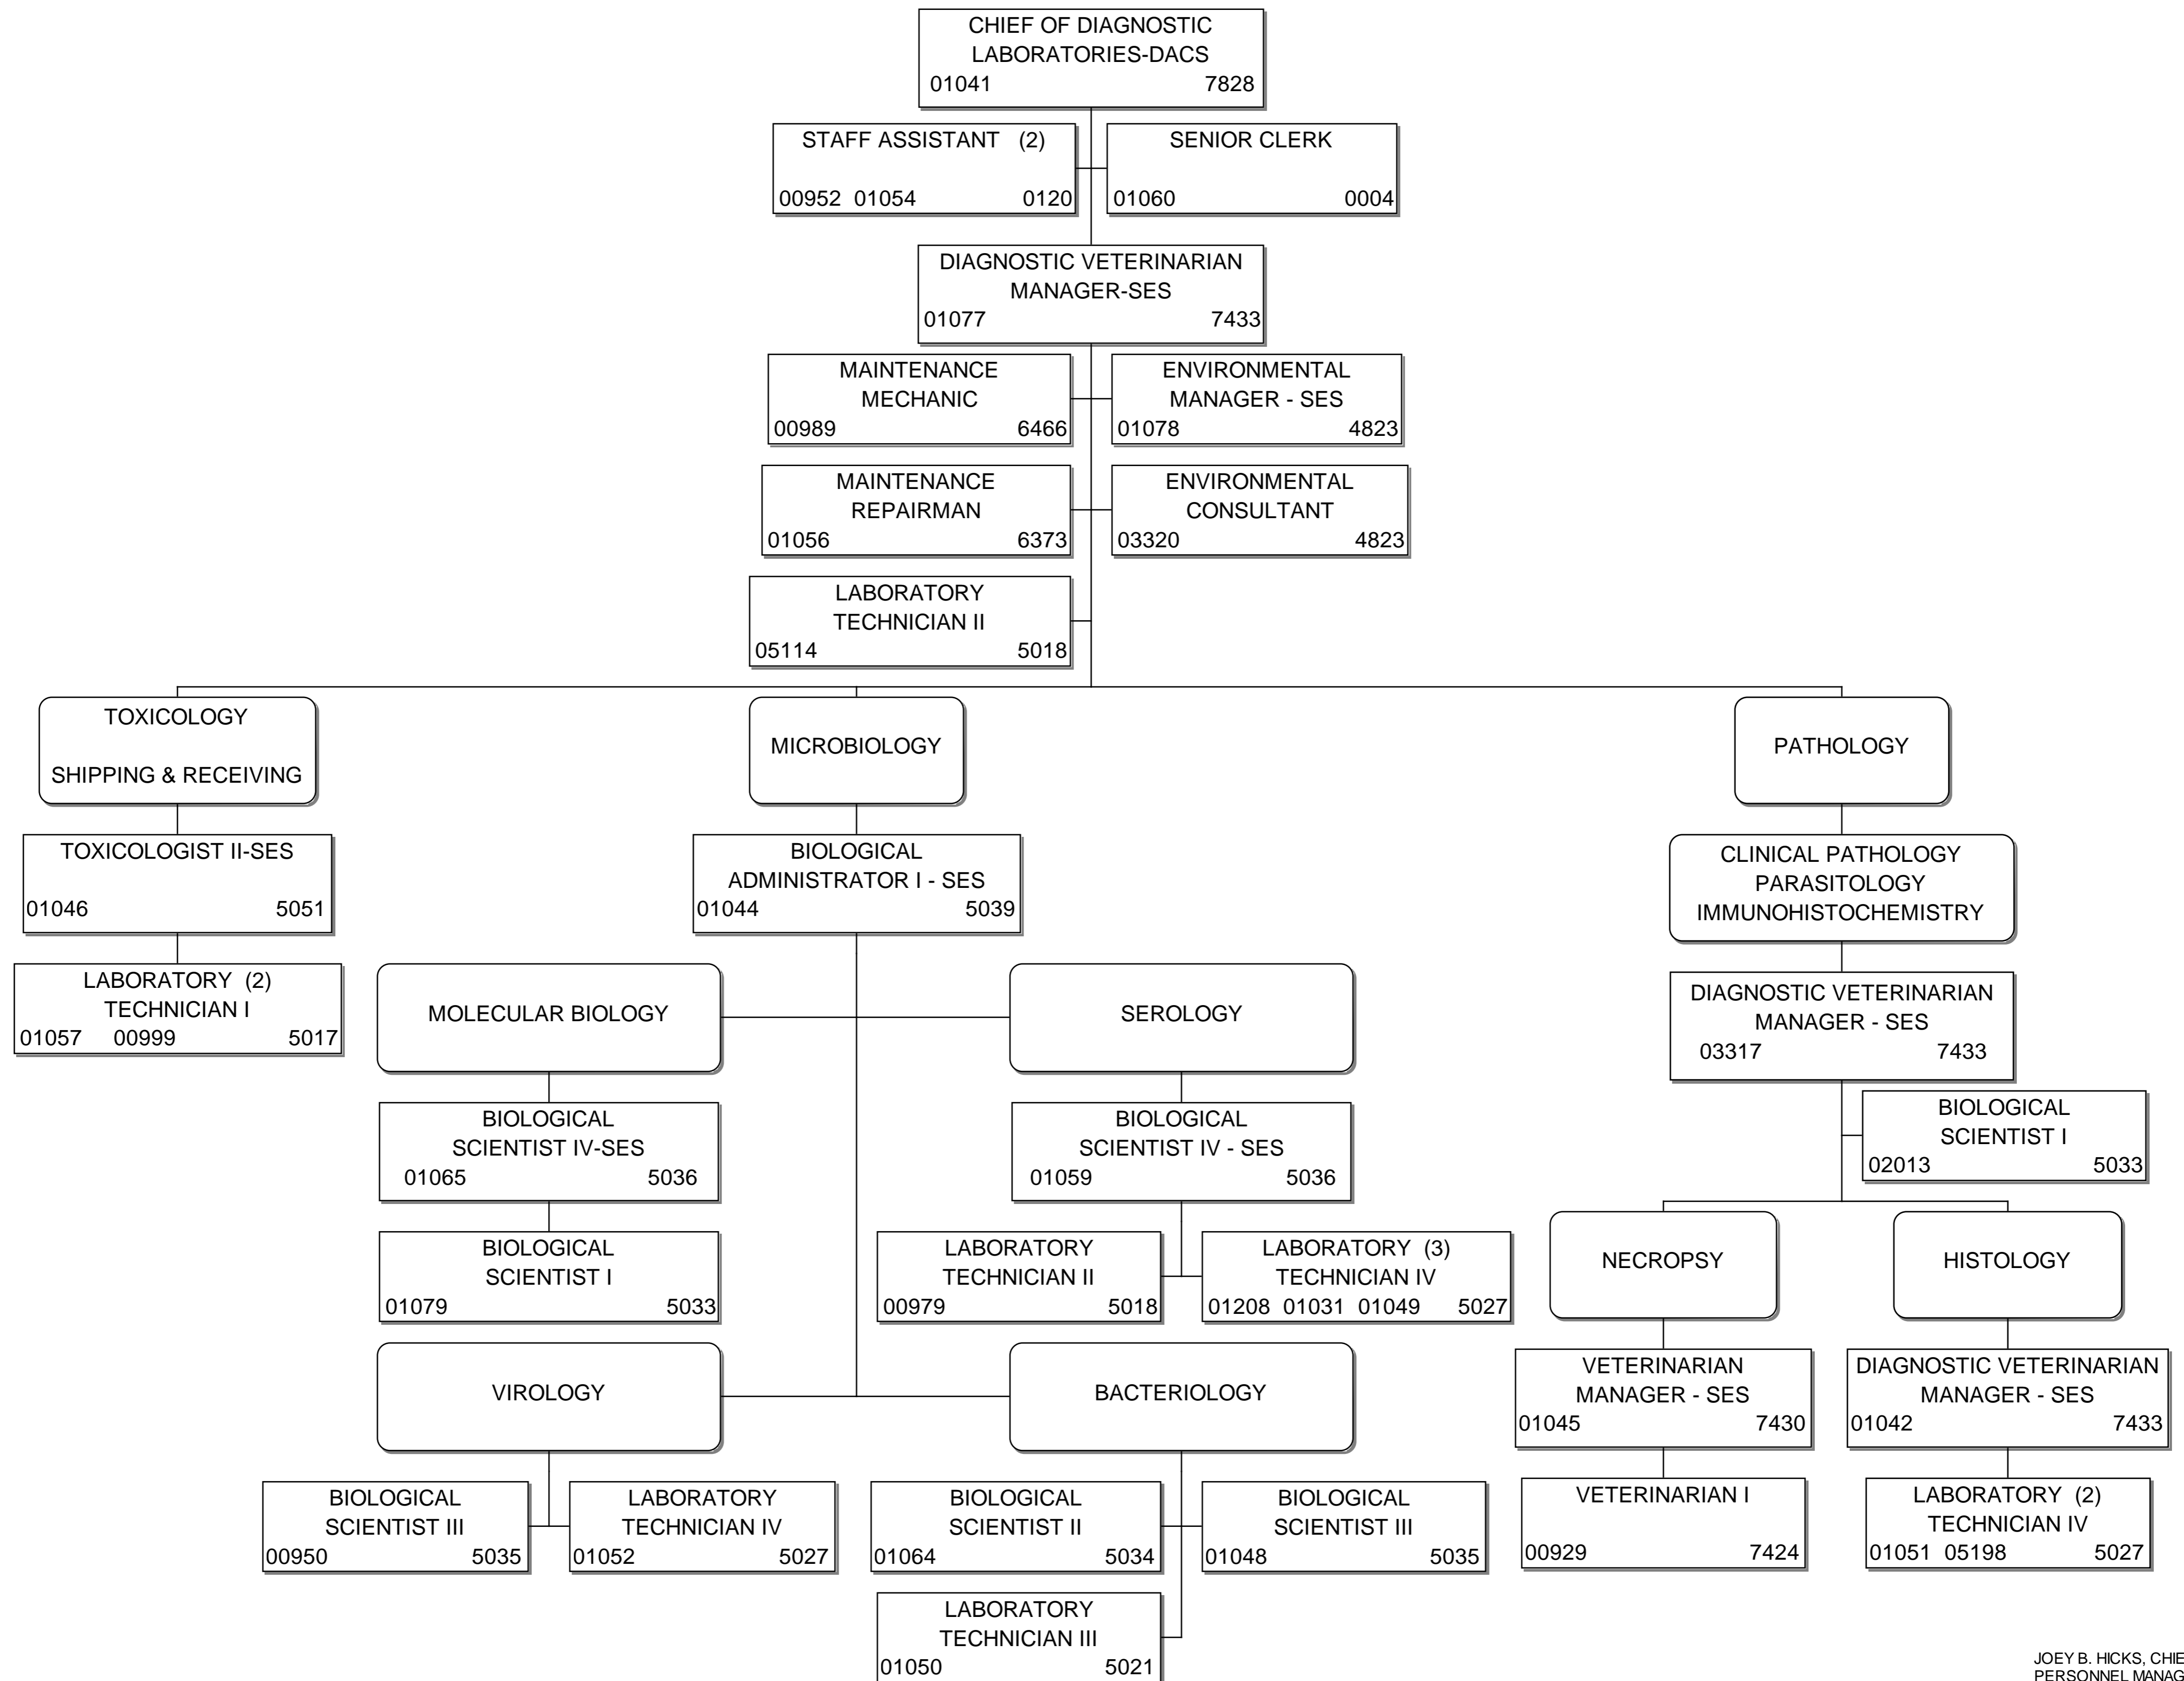 CHIEF OF DIAGNOSTIC
LABORATORIES-DACS
01041 7828
STAFF ASSISTANT (2)
00952 01054 0120
SENIOR CLERK
01060 0004
DIAGNOSTIC VETERINARIAN
MANAGER-SES
01077 7433
MAINTENANCE
MECHANIC
00989 6466
ENVIRONMENTAL
MANAGER - SES
01078 4823
MAINTENANCE
REPAIRMAN
01056 6373
ENVIRONMENTAL
CONSULTANT
03320 4823
LABORATORY
TECHNICIAN II
05114 5018
TOXICOLOGY
SHIPPING & RECEIVING
MICROBIOLOGY
PATHOLOGY
TOXICOLOGIST II-SES
01046 5051
BIOLOGICAL
ADMINISTRATOR I - SES
01044 5039
CLINICAL PATHOLOGY
PARASITOLOGY
IMMUNOHISTOCHEMISTRY
LABORATORY (2)
TECHNICIAN I
01057 00999 5017
MOLECULAR BIOLOGY
SEROLOGY
DIAGNOSTIC VETERINARIAN
MANAGER - SES
03317 7433
BIOLOGICAL
SCIENTIST IV-SES
01065 5036
BIOLOGICAL
SCIENTIST IV - SES
01059 5036
BIOLOGICAL
SCIENTIST I
02013 5033
BIOLOGICAL
SCIENTIST I
01079 5033
LABORATORY
TECHNICIAN II
00979 5018
LABORATORY (3)
TECHNICIAN IV
01208 01031 01049 5027
NECROPSY
HISTOLOGY
VIROLOGY
BACTERIOLOGY
VETERINARIAN
MANAGER - SES
01045 7430
DIAGNOSTIC VETERINARIAN
MANAGER - SES
01042 7433
BIOLOGICAL
SCIENTIST III
00950 5035
LABORATORY
TECHNICIAN IV
01052 5027
BIOLOGICAL
SCIENTIST II
01064 5034
BIOLOGICAL
SCIENTIST III
01048 5035
VETERINARIAN I
00929 7424
LABORATORY (2)
TECHNICIAN IV
01051 05198 5027
LABORATORY
TECHNICIAN III
01050 5021
JOEY B. HICKS, CHIE
PERSONNEL MANAG